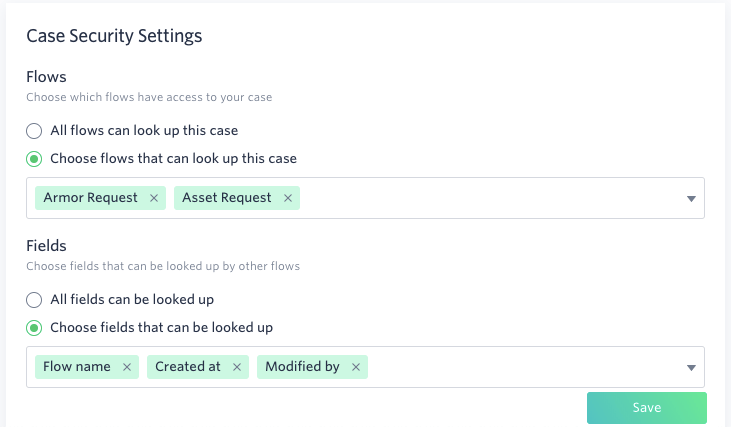 Case Security Settings
Flows
Choose which flows have access to your case
All flows can look up this case
Choose flows that can look up this case
Armor Request × Asset Request ×
Fields
Choose fields that can be looked up by other flows
All fields can be looked up
Choose fields that can be looked up
Flow name × Created at × Modified by ×
Save